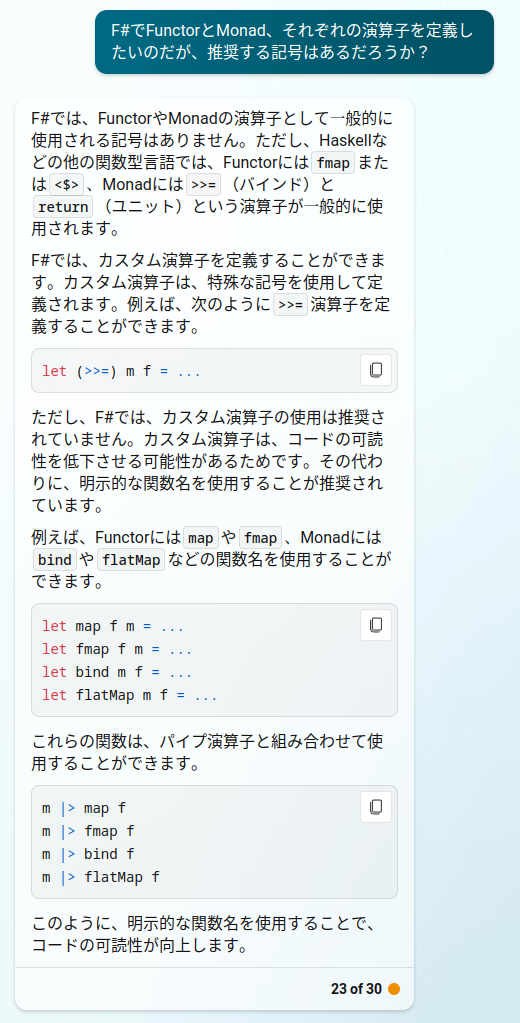 F#でFunctorとMonad、それぞれの演算子を定義し
たいのだが、推奨する記号はあるだろうか？
F#では、FunctorやMonadの演算子として一般的に
使用される記号はありません。ただし、Haskellな
どの他の関数型言語では、Functorには fmap また
は <$> 、Monadには >>= （バインド）と
return （ユニット）という演算子が一般的に使
用されます。
F#では、カスタム演算子を定義することができま
す。カスタム演算子は、特殊な記号を使用して定
義されます。例えば、次のように >>= 演算子を定
義することができます。
let (>>=) m f = ...
ただし、F#では、カスタム演算子の使用は推奨さ
れていません。カスタム演算子は、コードの可読
性を低下させる可能性があるためです。その代わ
りに、明示的な関数名を使用することが推奨され
ています。
例えば、Functorには map や fmap 、Monadには
bind や flatMap などの関数名を使用することが
できます。
let map f m = ...
let fmap f m = ...
let bind m f = ...
let flatMap m f = ...
これらの関数は、パイプ演算子と組み合わせて使
用することができます。
m |> map f
m |> fmap f
m |> bind f
m |> flatMap f
このように、明示的な関数名を使用することで、
コードの可読性が向上します。
23 of 30